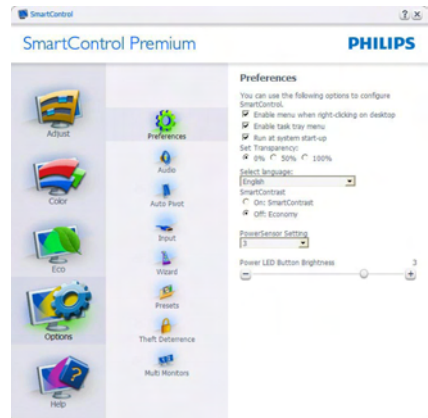 SmartControl
SmartControl Premium
PHILIPS
Adjust
Color
Eco
Options
Help
Preferences
Audio
Auto Pivot
Input
Wizard
Presets
Theft Deterrence
Multi Monitors
Preferences
You can use the following options to configure
SmartControl.
Enable menu when right-clicking on desktop
Enable task tray menu
Run at system start-up
Set Transparency:
0% 50% 100%
Select language:
English
SmartContrast
On: SmartContrast
Off: Economy
PowerSensor Setting
3
Power LED Button Brightness 3